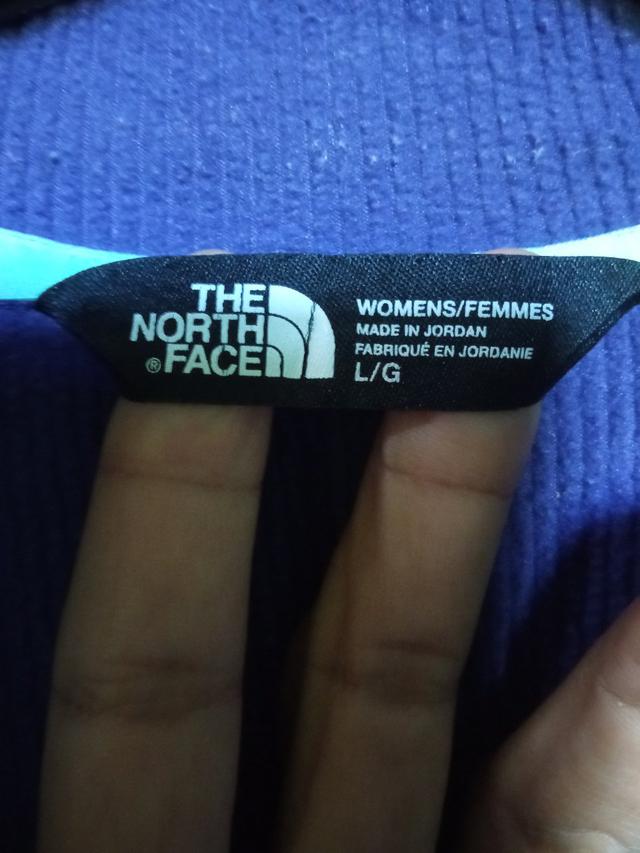 THE
NORTH
®FACE
WOMENS/FEMMES
MADE IN JORDAN
FABRIQUÉ EN JORDANIE
L/G